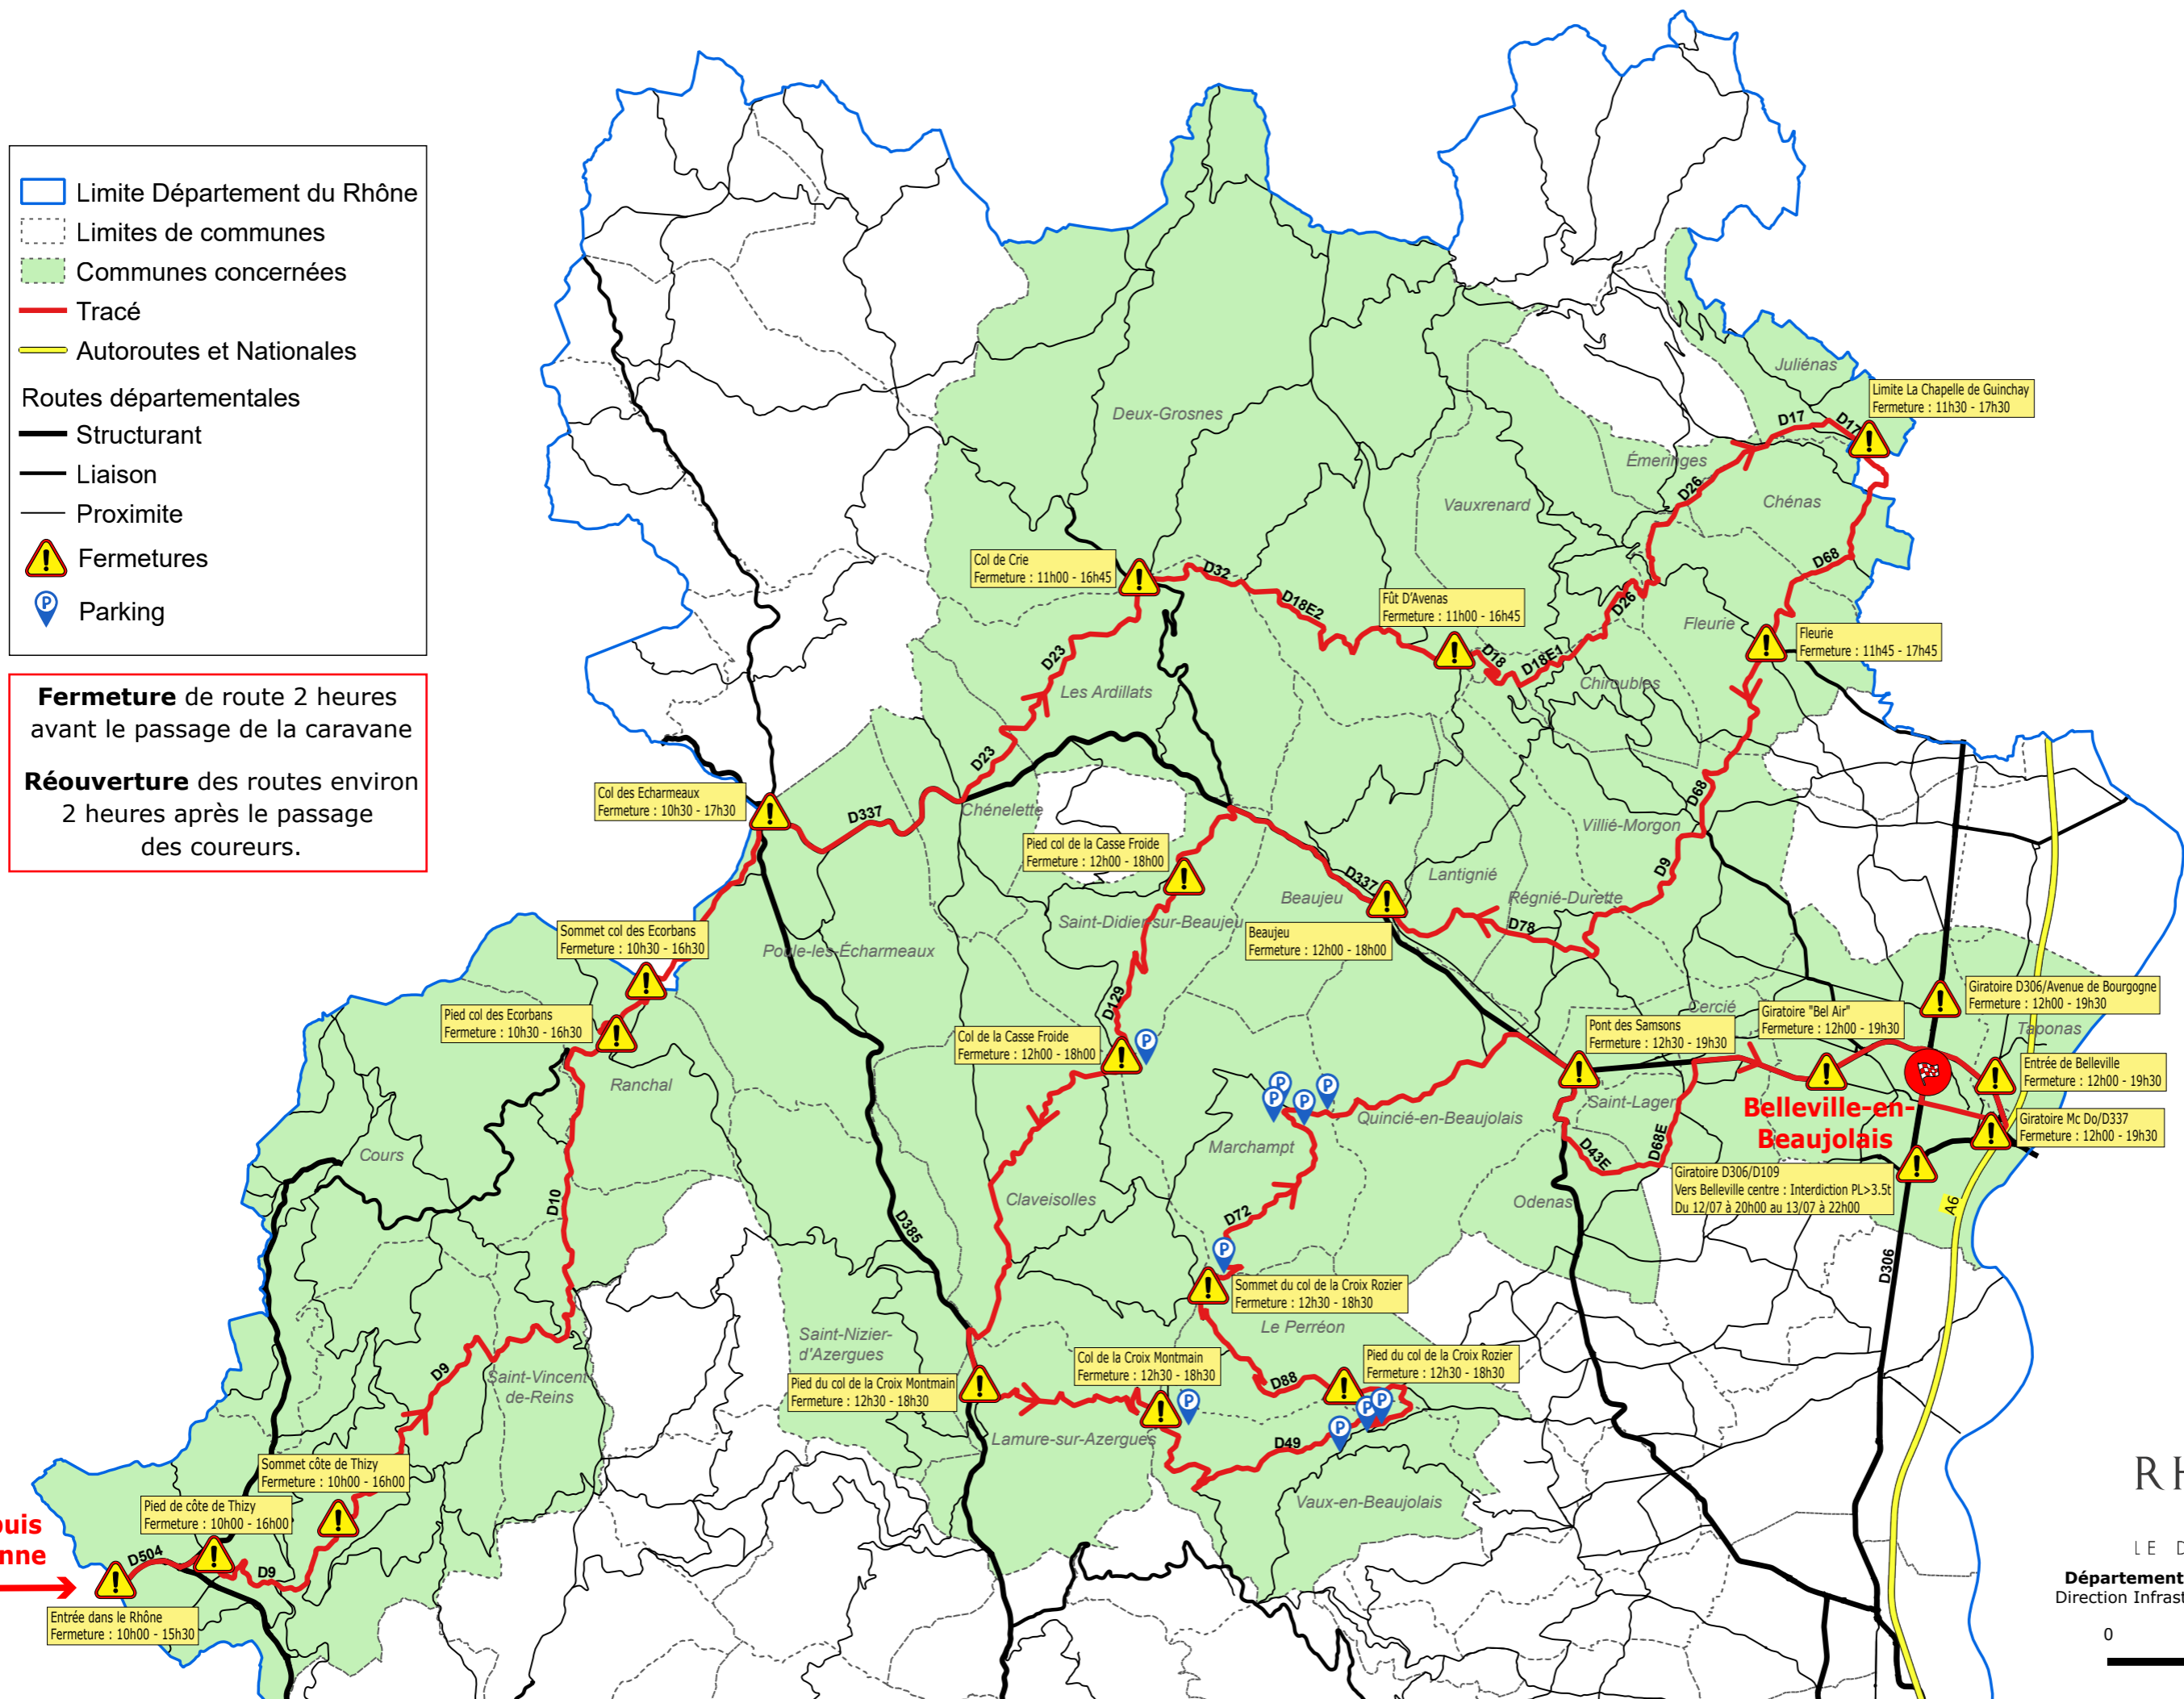 Limite Département du Rhône
Limites de communes
Communes concernées
Tracé
Autoroutes et Nationales
Routes départementales
Structurant
Liaison
Proximite
Fermetures
Parking
Fermeture de route 2 heures
avant le passage de la caravane
Réouverture des routes environ
2 heures après le passage
des coureurs.
Juliénas
Limite La Chapelle de Guinchay
Fermeture : 11h30 - 17h30
D17
D17
Deux-Grosnes
Émeringes
Vauxrenard
D26
Chénas
Col de Crie
Fermeture : 11h00 - 16h45
D32
D68
D18E2
Fût D'Avenas
Fermeture : 11h00 - 16h45
D26
Fleurie
Fleurie
Fermeture : 11h45 - 17h45
D23
D18
D18E1
Les Ardillats
Chiroubles
D23
Col des Echarmeaux
Fermeture : 10h30 - 17h30
D337
Chénelette
D68
Villié-Morgon
Pied col de la Casse Froide
Fermeture : 12h00 - 18h00
D337
Lantignié
D9
Beaujeu
Régnié-Durette
Saint-Didier-sur-Beaujeu
D78
Sommet col des Ecorbans
Fermeture : 10h30 - 16h30
Poule-les-Écharmeaux
Beaujeu
Fermeture : 12h00 - 18h00
D129
Giratoire D306/Avenue de Bourgogne
Fermeture : 12h00 - 19h30
Pied col des Ecorbans
Fermeture : 10h30 - 16h30
Cercié
Giratoire "Bel Air"
Fermeture : 12h00 - 19h30
Pont des Samsons
Fermeture : 12h30 - 19h30
Taponas
Col de la Casse Froide
Fermeture : 12h00 - 18h00
Entrée de Belleville
Fermeture : 12h00 - 19h30
Ranchal
Saint-Lager
Belleville-en-
Beaujolais
Quincié-en-Beaujolais
Giratoire Mc Do/D337
Fermeture : 12h00 - 19h30
Cours
Marchampt
D68E
D43E
Giratoire D306/D109
Vers Belleville centre : Interdiction PL>3.5t
Du 12/07 à 20h00 au 13/07 à 22h00
D10
Claveisolles
Odenas
D72
D385
A6
D306
Sommet du col de la Croix Rozier
Fermeture : 12h30 - 18h30
Le Perréon
Saint-Nizier-
d'Azergues
Col de la Croix Montmain
Fermeture : 12h30 - 18h30
Pied du col de la Croix Rozier
Fermeture : 12h30 - 18h30
D9
Saint-Vincent
de-Reins
Pied du col de la Croix Montmain
Fermeture : 12h30 - 18h30
D88
Lamure-sur-Azergues
D49
Sommet côte de Thizy
Fermeture : 10h00 - 16h00
Vaux-en-Beaujolais
Pied de côte de Thizy
Fermeture : 10h00 - 16h00
D504
D9
Entrée dans le Rhône
Fermeture : 10h00 - 15h30
Département
0